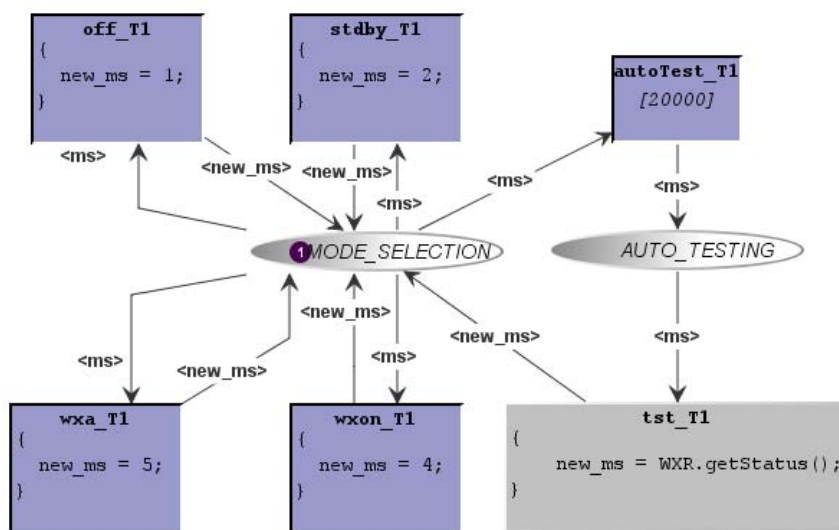 off_T1
{
new_ms = 1;
}
stdby_T1
{
new_ms = 2;
}
autoTest_T1
[20000]
<ms>
<new_ms>
<new_ms>
<ms>
<ms>
<ms>
1
MODE_SELECTION
AUTO_TESTING
<ms>
<new_ms>
<new_ms>
<ms>
<new_ms>
<ms>
wxa_T1
{
new_ms = 5;
}
wxon_T1
{
new_ms = 4;
}
tst_T1
{
new_ms = WXR.getStatus();
}